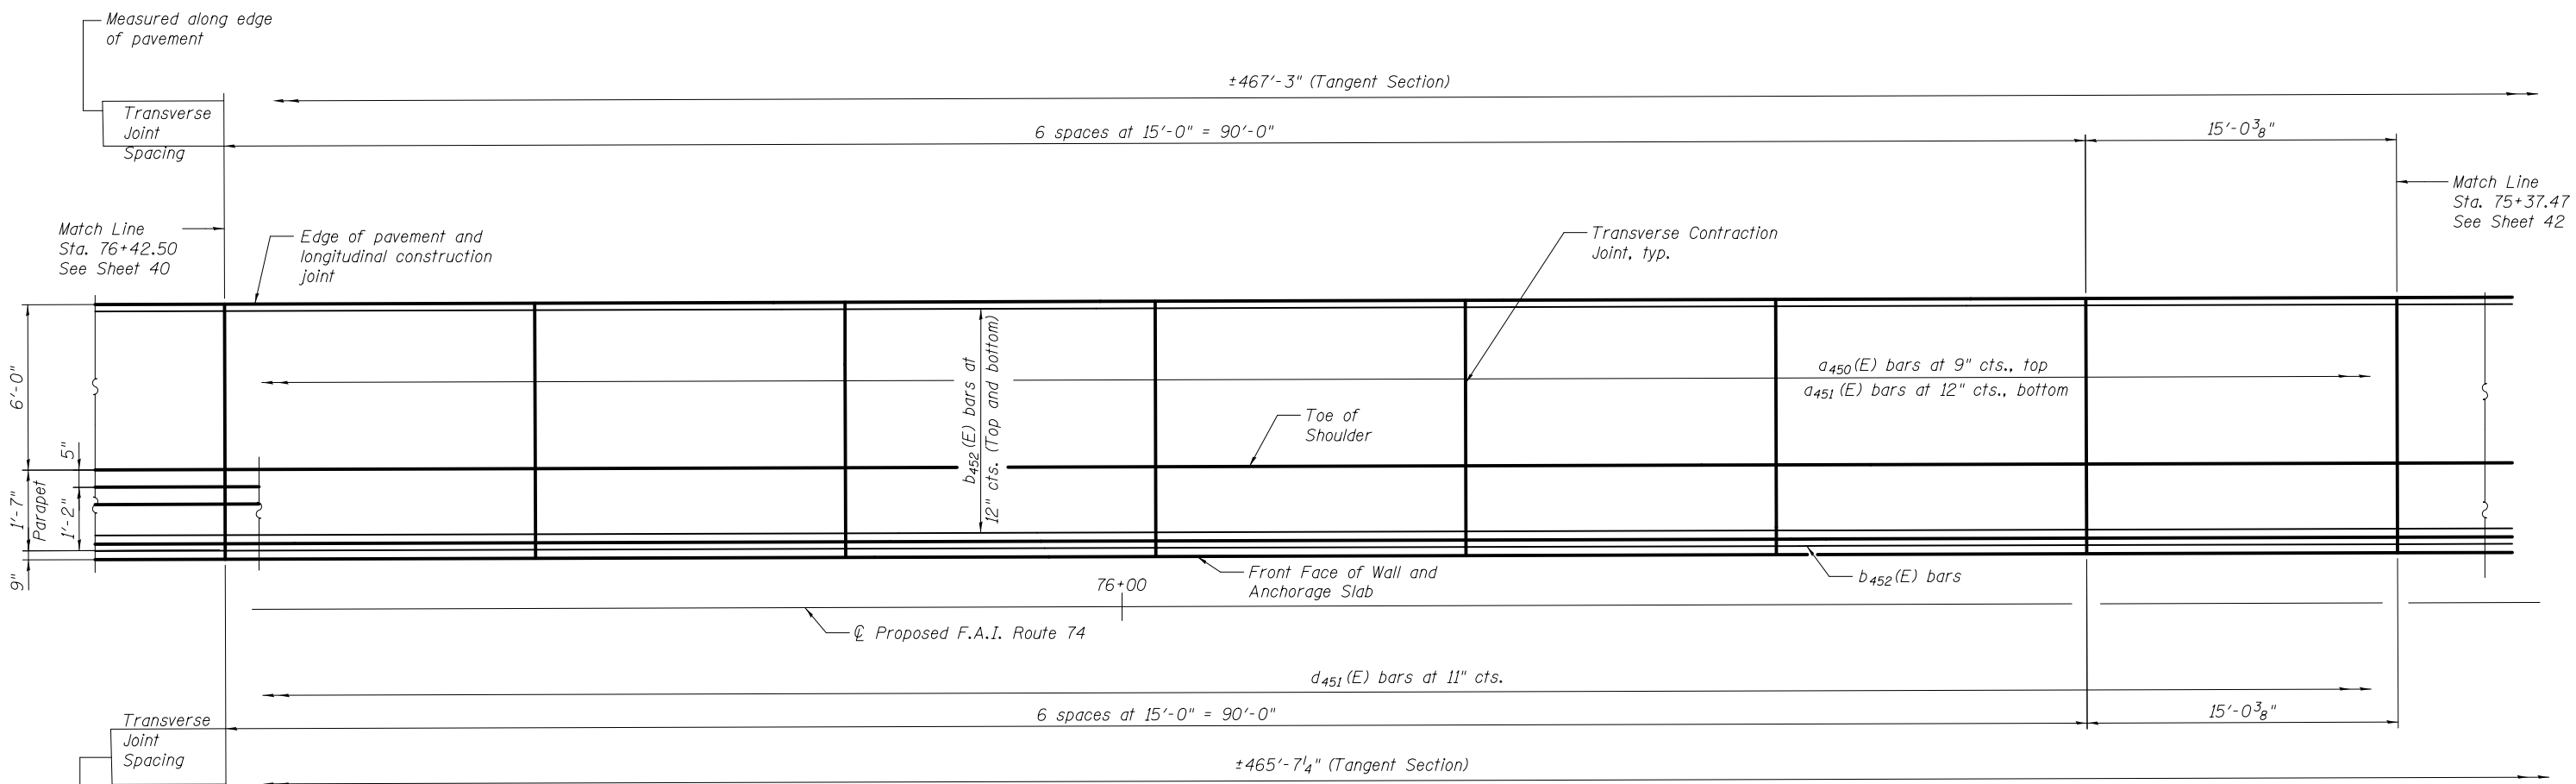 Measured along edge
of pavement
±467'-3" (Tangent Section)
Transverse
Joint
Spacing
6 spaces at 15'-0" = 90'-0"
15'-0 3/8"
Match Line
Sta. 76+42.50
See Sheet 40
Edge of pavement and
longitudinal construction
joint
Transverse Contraction
Joint, typ.
Match Line
Sta. 75+37.47
See Sheet 42
6'-0"
5"
1'-7"
Parapet
1'-2"
9"
b452(E) bars at
12" cts. (Top and bottom)
a450(E) bars at 9" cts., top
a451(E) bars at 12" cts., bottom
Toe of
Shoulder
Front Face of Wall and
Anchorage Slab
b452(E) bars
76+00
℄ Proposed F.A.I. Route 74
d451(E) bars at 11" cts.
Transverse
Joint
Spacing
6 spaces at 15'-0" = 90'-0"
15'-0 3/8"
±465'-7 1/4" (Tangent Section)